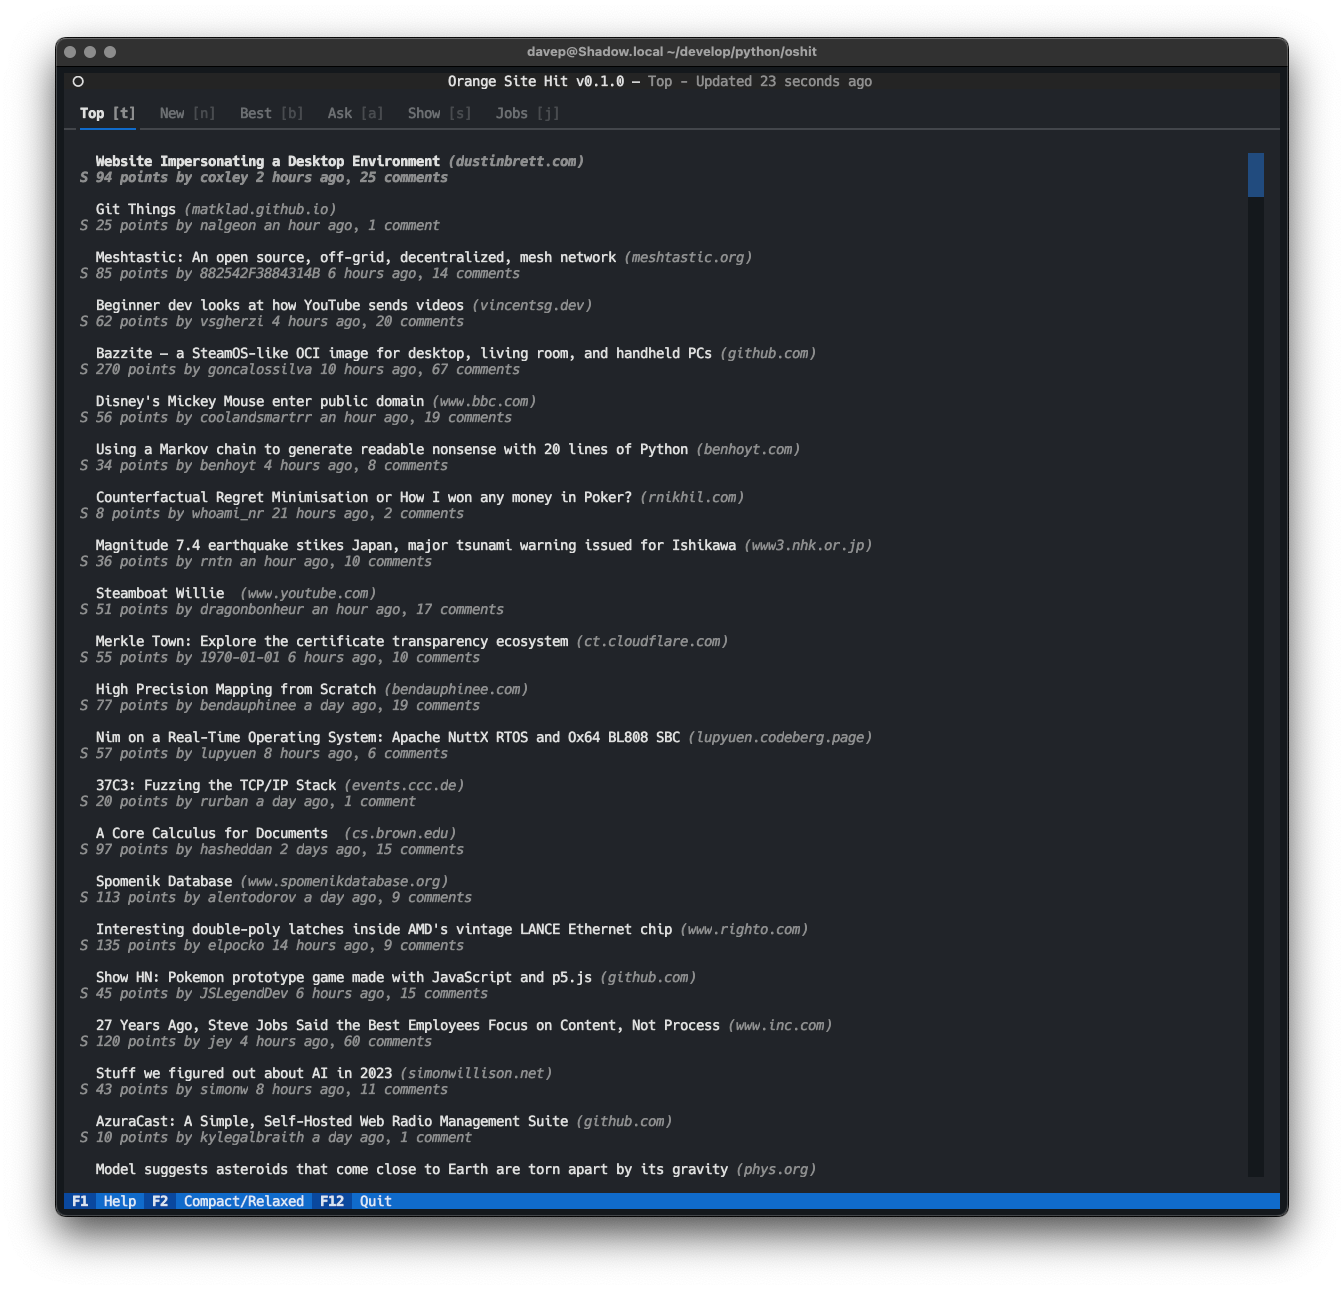 davep@Shadow.local ~/develop/python/oshit
Orange Site Hit v0.1.0 — Top - Updated 23 seconds ago
Top [t] New [n] Best [b] Ask [a] Show [s] Jobs [j]
Website Impersonating a Desktop Environment (dustinbrett.com)
S 94 points by coxley 2 hours ago, 25 comments
Git Things (matklad.github.io)
S 25 points by nalgeon an hour ago, 1 comment
Meshtastic: An open source, off-grid, decentralized, mesh network (meshtastic.org)
S 85 points by 882542F3884314B 6 hours ago, 14 comments
Beginner dev looks at how YouTube sends videos (vincentsg.dev)
S 62 points by vsgherzi 4 hours ago, 20 comments
Bazzite – a SteamOS-like OCI image for desktop, living room, and handheld PCs (github.com)
S 270 points by goncalossilva 10 hours ago, 67 comments
Disney's Mickey Mouse enter public domain (www.bbc.com)
S 56 points by coolandsmartrr an hour ago, 19 comments
Using a Markov chain to generate readable nonsense with 20 lines of Python (benhoyt.com)
S 34 points by benhoyt 4 hours ago, 8 comments
Counterfactual Regret Minimisation or How I won any money in Poker? (rnikhil.com)
S 8 points by whoami_nr 21 hours ago, 2 comments
Magnitude 7.4 earthquake stikes Japan, major tsunami warning issued for Ishikawa (www3.nhk.or.jp)
S 36 points by rntn an hour ago, 10 comments
Steamboat Willie (www.youtube.com)
S 51 points by dragonbonheur an hour ago, 17 comments
Merkle Town: Explore the certificate transparency ecosystem (ct.cloudflare.com)
S 55 points by 1970-01-01 6 hours ago, 10 comments
High Precision Mapping from Scratch (bendauphinee.com)
S 77 points by bendauphinee a day ago, 19 comments
Nim on a Real-Time Operating System: Apache NuttX RTOS and Ox64 BL808 SBC (lupyuen.codeberg.page)
S 57 points by lupyuen 8 hours ago, 6 comments
37C3: Fuzzing the TCP/IP Stack (events.ccc.de)
S 20 points by rurban a day ago, 1 comment
A Core Calculus for Documents (cs.brown.edu)
S 97 points by hasheddan 2 days ago, 15 comments
Spomenik Database (www.spomenikdatabase.org)
S 113 points by alentodorov a day ago, 9 comments
Interesting double-poly latches inside AMD's vintage LANCE Ethernet chip (www.righto.com)
S 135 points by elpocko 14 hours ago, 9 comments
Show HN: Pokemon prototype game made with JavaScript and p5.js (github.com)
S 45 points by JSLegendDev 6 hours ago, 15 comments
27 Years Ago, Steve Jobs Said the Best Employees Focus on Content, Not Process (www.inc.com)
S 120 points by jey 4 hours ago, 60 comments
Stuff we figured out about AI in 2023 (simonwillison.net)
S 43 points by simonw 8 hours ago, 11 comments
AzuraCast: A Simple, Self-Hosted Web Radio Management Suite (github.com)
S 10 points by kylegalbraith a day ago, 1 comment
Model suggests asteroids that come close to Earth are torn apart by its gravity (phys.org)
F1 Help F2 Compact/Relaxed F12 Quit